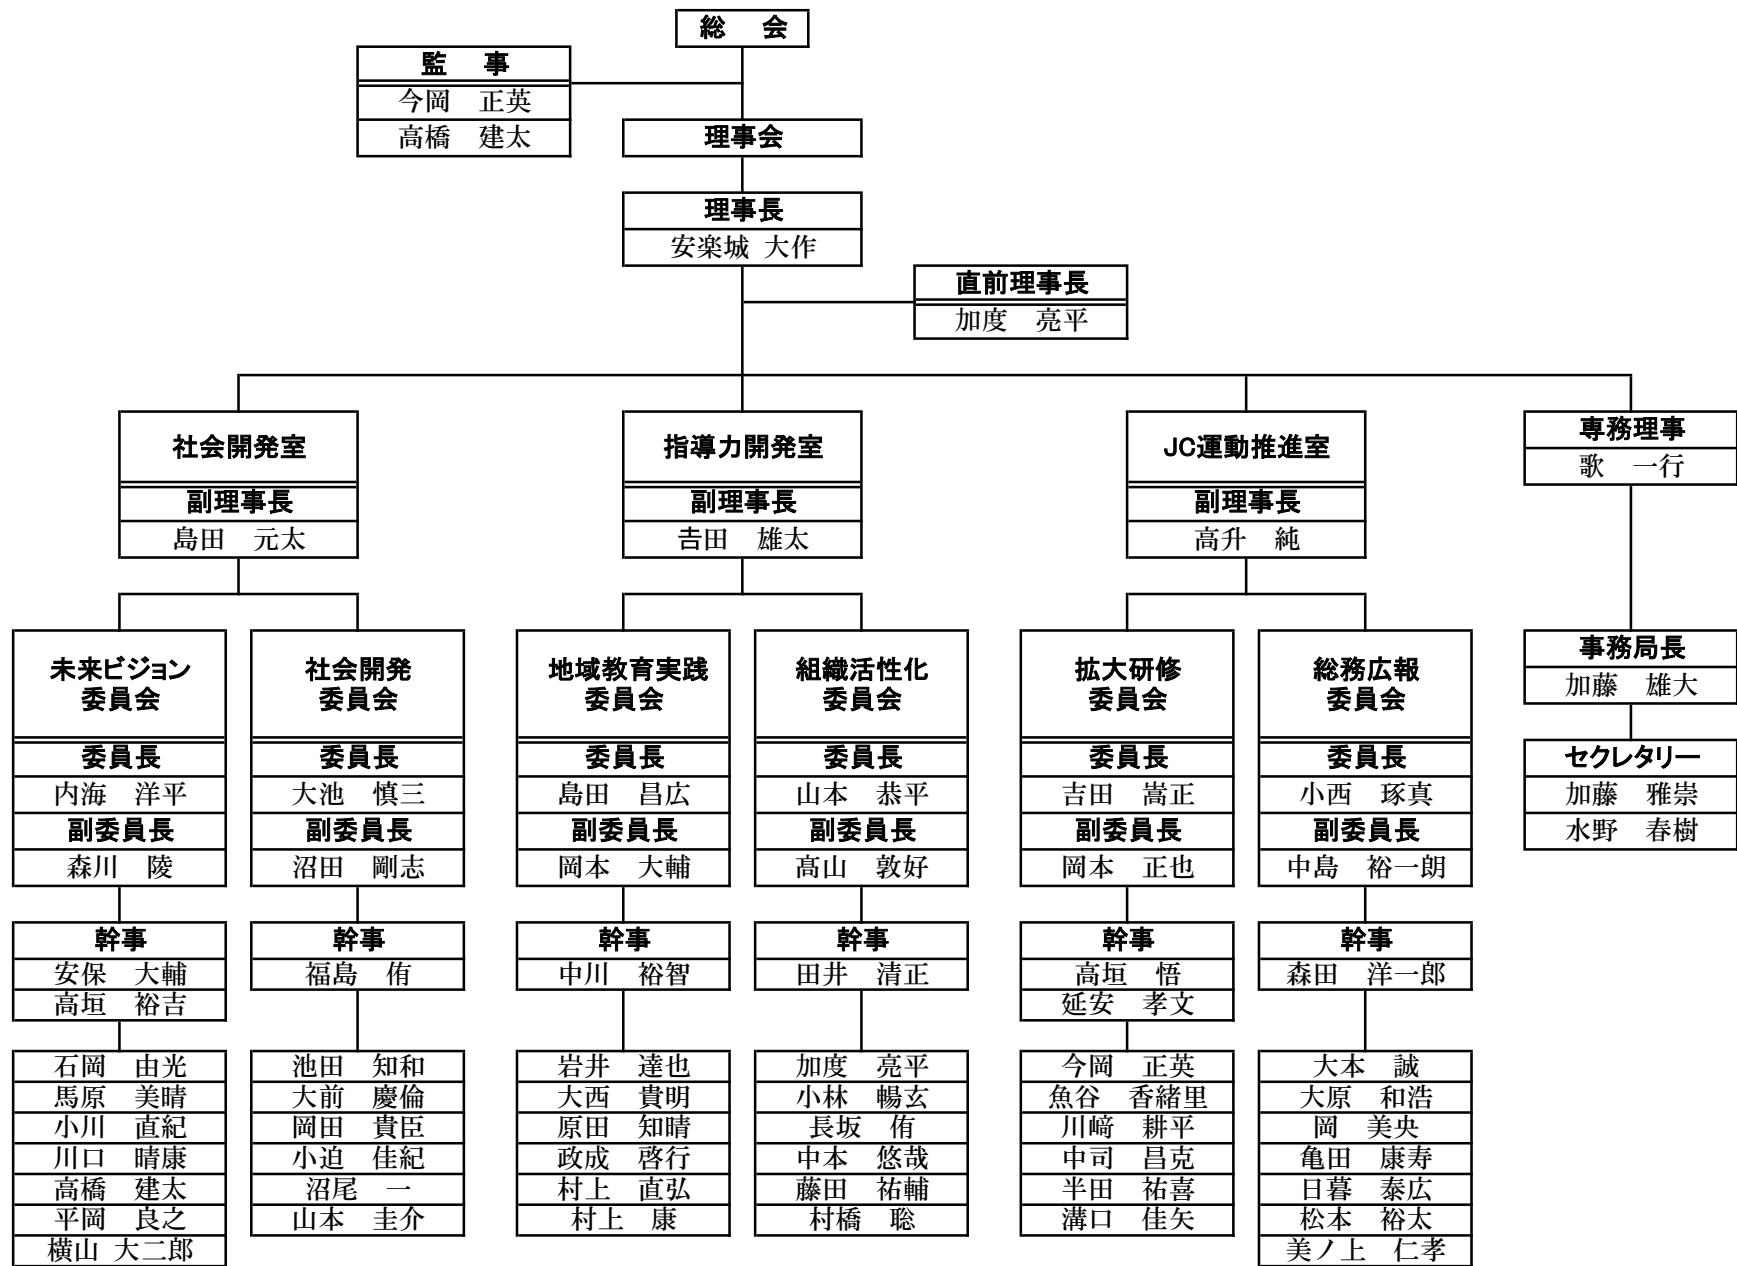 総　会
監　事
今岡　正英
高橋　建太
理事会
理事長
安楽城 大作
直前理事長
加度　亮平
社会開発室
副理事長
島田　元太
指導力開発室
副理事長
𠮷田　雄太
JC運動推進室
副理事長
高升　純
専務理事
歌　一行
未来ビジョン
委員会
委員長
内海　洋平
副委員長
森川　陵
社会開発
委員会
委員長
大池　慎三
副委員長
沼田　剛志
地域教育実践
委員会
委員長
島田　昌広
副委員長
岡本　大輔
組織活性化
委員会
委員長
山本　恭平
副委員長
髙山　敦好
拡大研修
委員会
委員長
吉田　嵩正
副委員長
岡本　正也
総務広報
委員会
委員長
小西　琢真
副委員長
中島　裕一朗
事務局長
加藤　雄大
セクレタリー
加藤　雅崇
水野　春樹
幹事
安保　大輔
高垣　裕吉
幹事
福島　侑
幹事
中川　裕智
幹事
田井　清正
幹事
高垣　悟
延安　孝文
幹事
森田　洋一郎
石岡　由光
馬原　美晴
小川　直紀
川口　晴康
高橋　建太
平岡　良之
横山 大二郎
池田　知和
大前　慶倫
岡田　貴臣
小迫　佳紀
沼尾　一
山本　圭介
岩井　達也
大西　貴明
原田　知晴
政成　啓行
村上　直弘
村上　康
加度　亮平
小林　暢玄
長坂　侑
中本　悠哉
藤田　祐輔
村橋　聡
今岡　正英
魚谷　香緒里
川﨑　耕平
中司　昌克
半田　祐喜
溝口　佳矢
大本　誠
大原　和浩
岡　美央
亀田　康寿
日暮　泰広
松本　裕太
美ノ上　仁孝